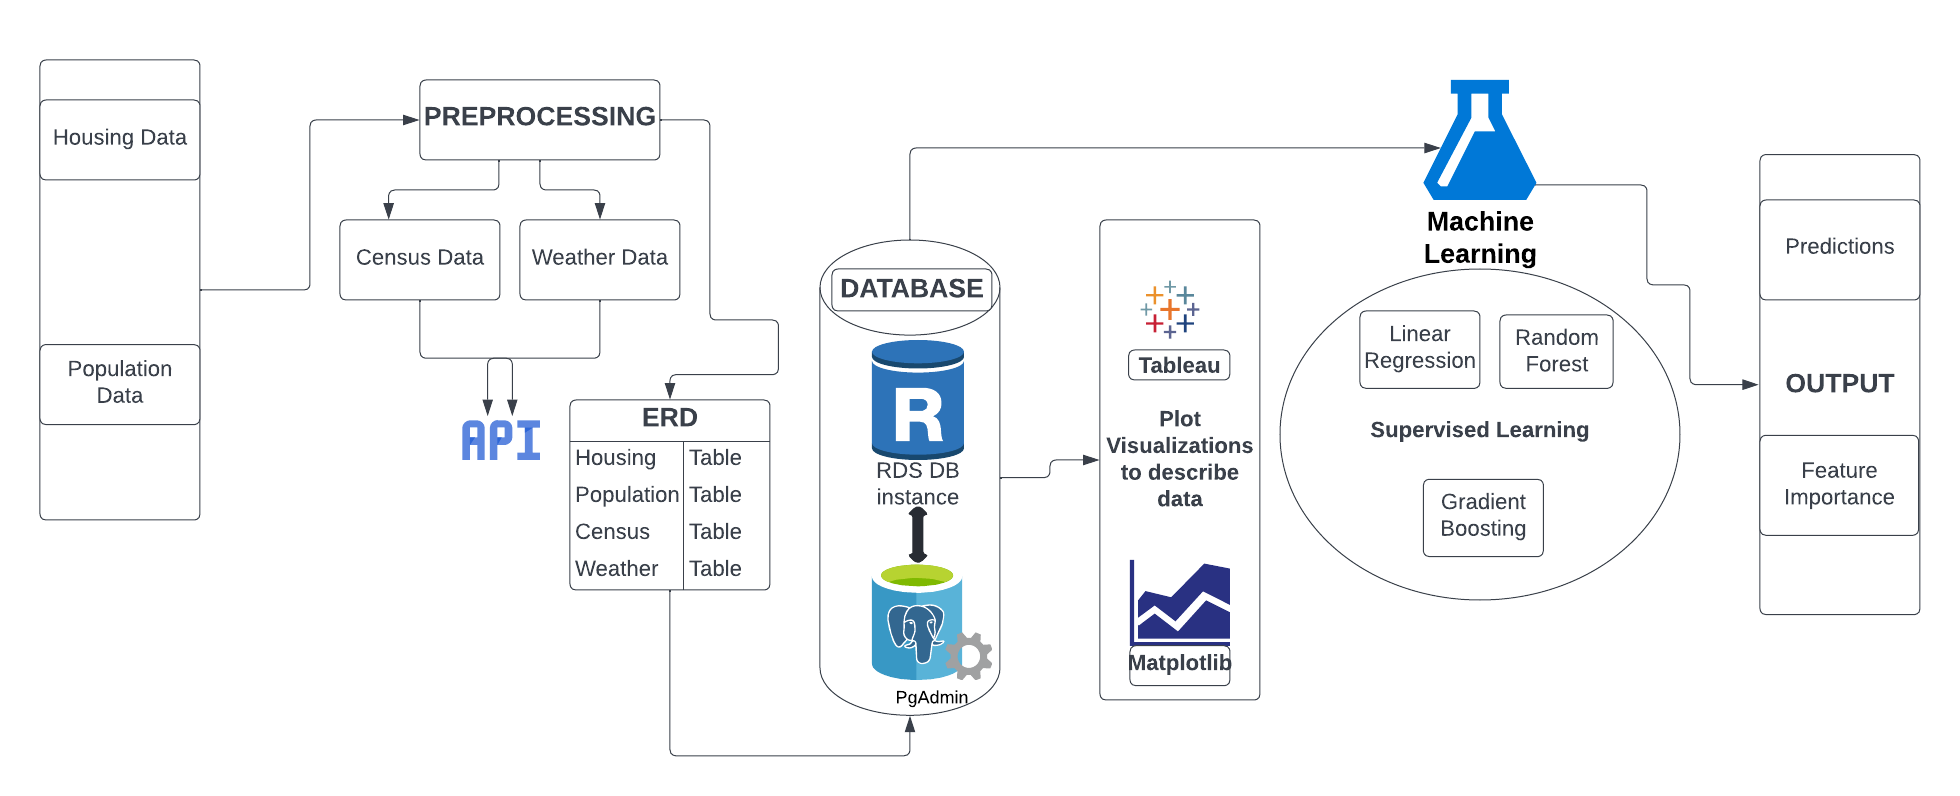 Housing Data
Population
Data
PREPROCESSING
Census Data
Weather Data
API
ERD
Housing Table
Population Table
Census Table
Weather Table
DATABASE
R
RDS DB
instance
PgAdmin
Tableau
Plot
Visualizations
to describe
data
Matplotlib
Machine
Learning
Linear
Regression
Random
Forest
Supervised Learning
Gradient
Boosting
Predictions
OUTPUT
Feature
Importance